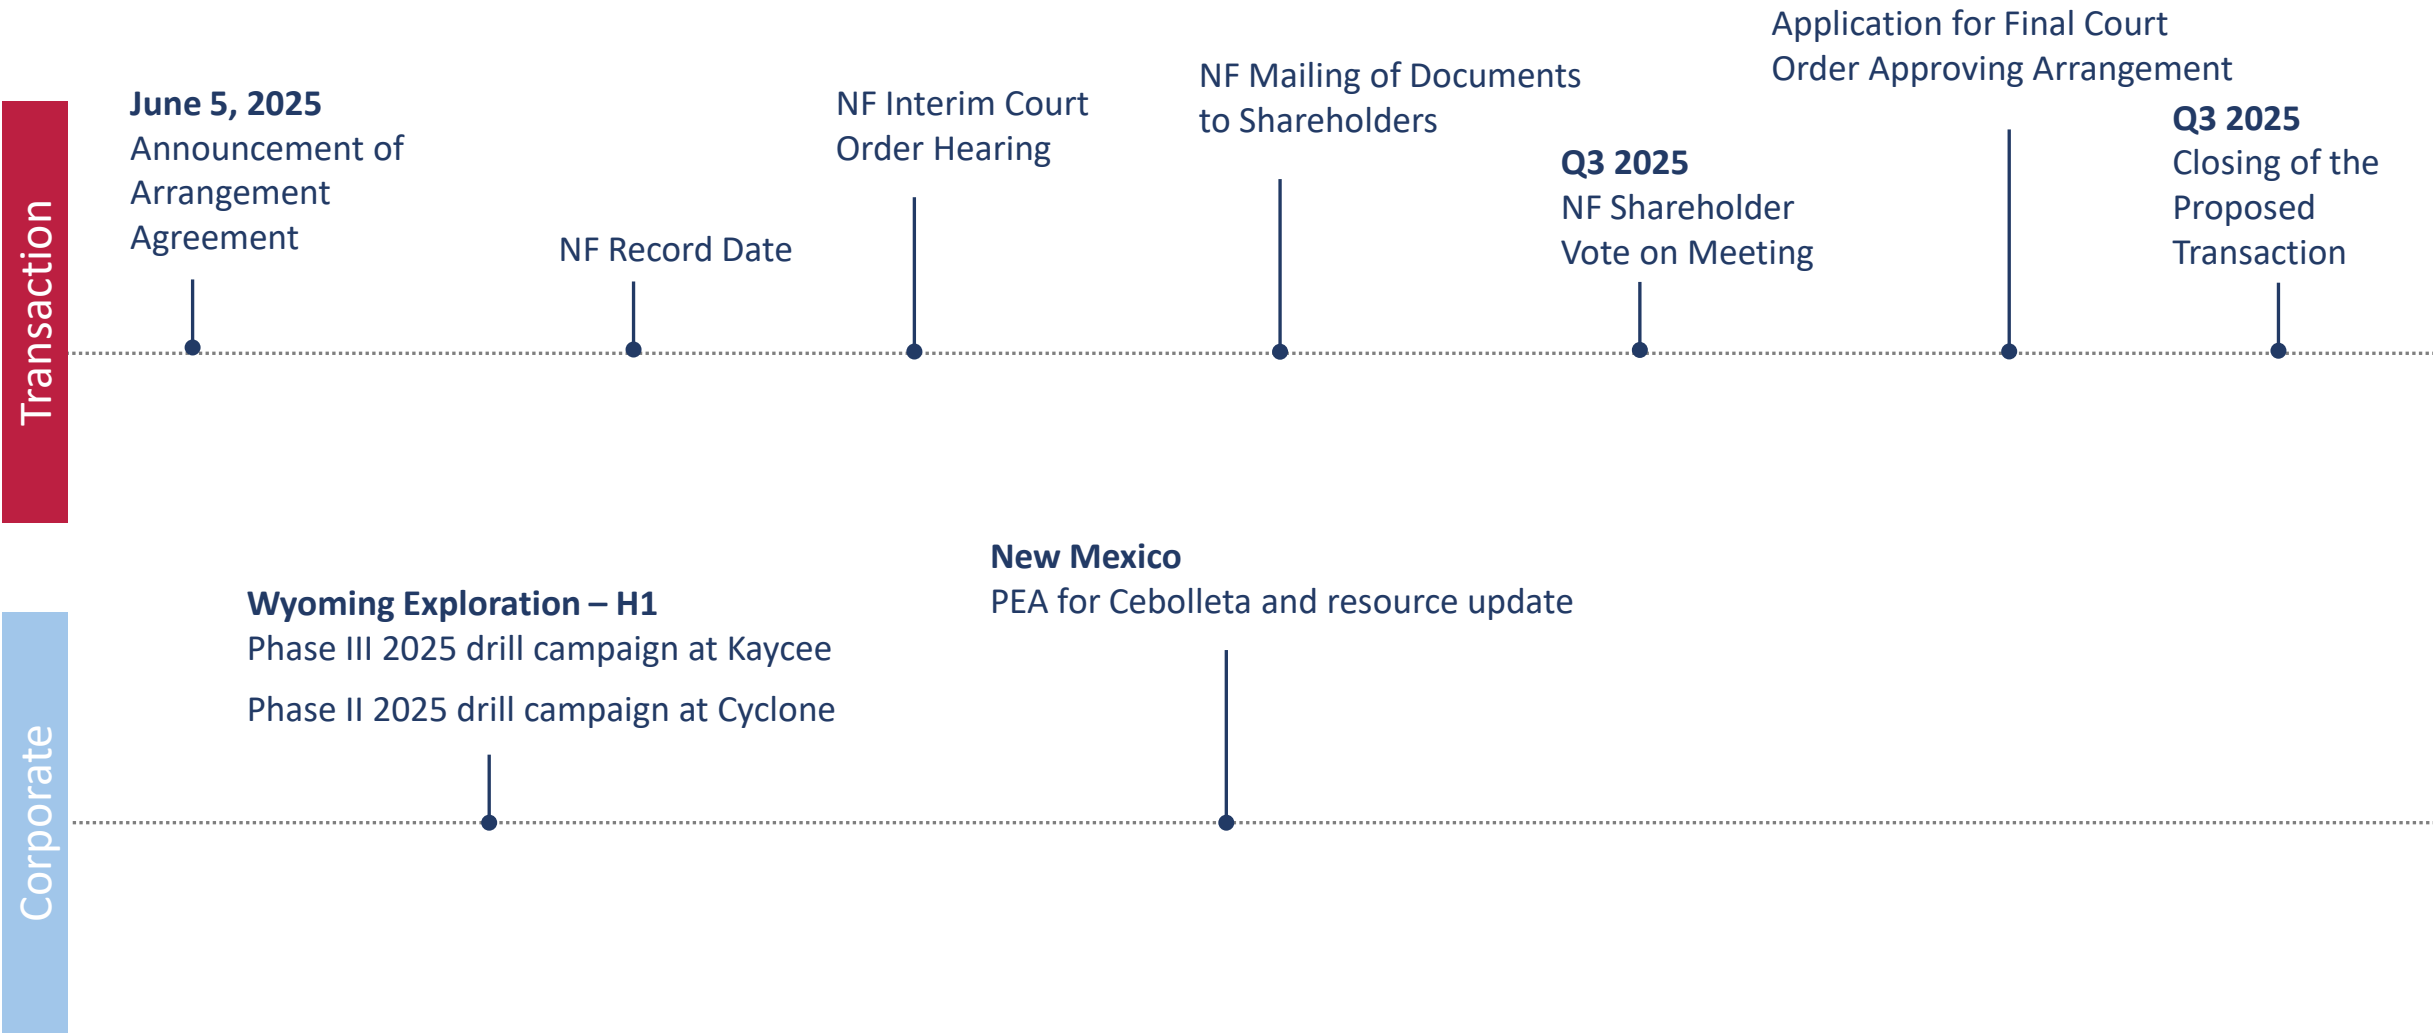 Transaction
June 5, 2025
Announcement of
Arrangement
Agreement
NF Record Date
NF Interim Court
Order Hearing
NF Mailing of Documents
to Shareholders
Q3 2025
NF Shareholder
Vote on Meeting
Application for Final Court
Order Approving Arrangement
Q3 2025
Closing of the
Proposed
Transaction
Corporate
Wyoming Exploration – H1
Phase III 2025 drill campaign at Kaycee
Phase II 2025 drill campaign at Cyclone
New Mexico
PEA for Cebolleta and resource update